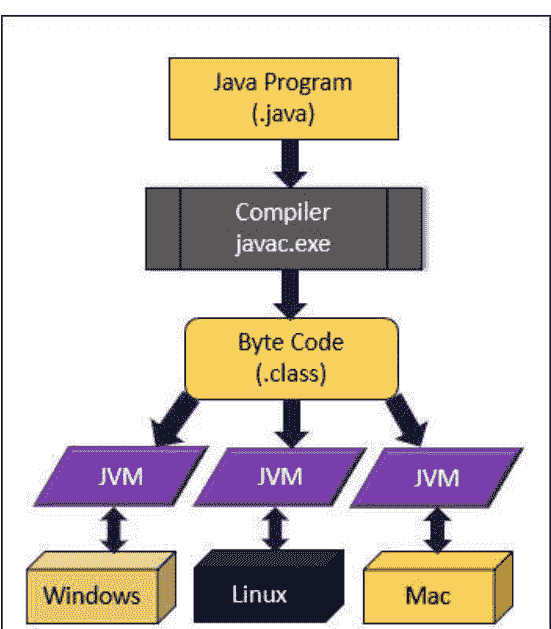 Java Program
(.java)
Compiler
javac.exe
Byte Code
(.class)
JVM
JVM
JVM
Windows
Linux
Mac